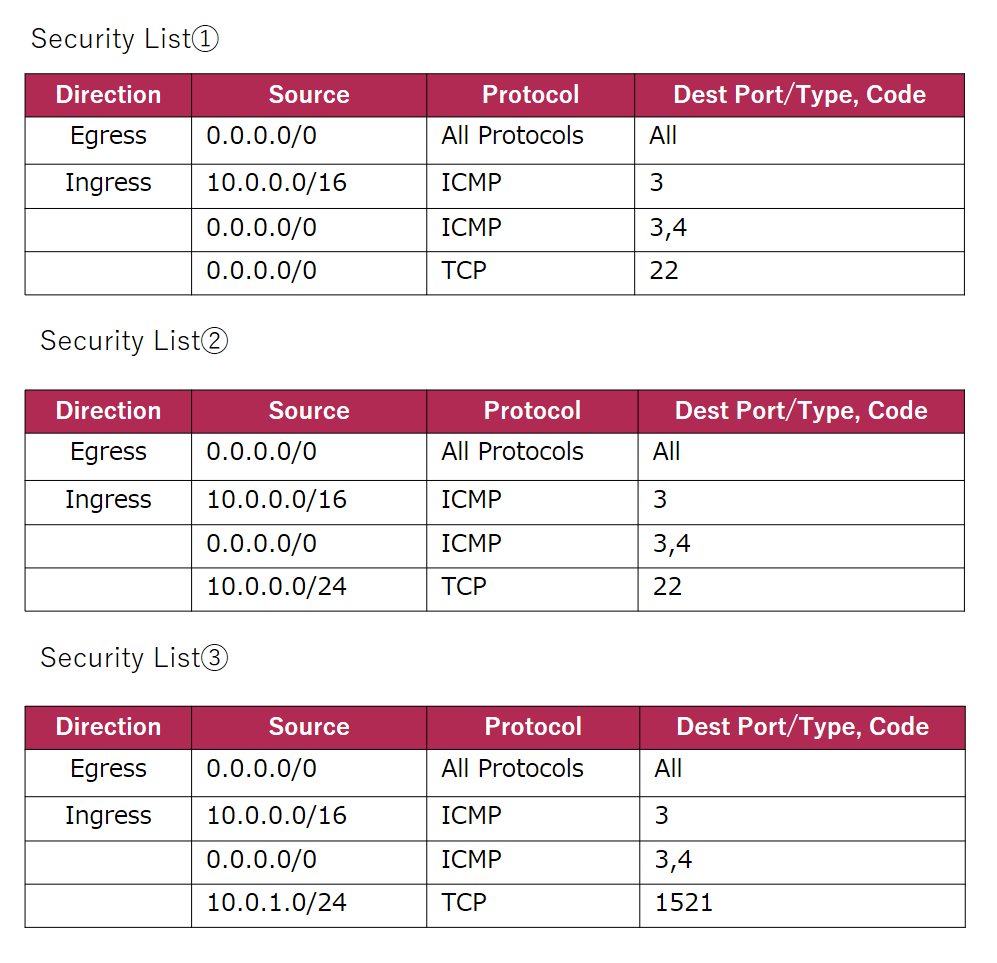 Security List①
Direction Source Protocol Dest Port/Type, Code
Egress 0.0.0.0/0 All Protocols All
Ingress 10.0.0.0/16 ICMP 3
0.0.0.0/0 ICMP 3,4
0.0.0.0/0 TCP 22
Security List②
Direction Source Protocol Dest Port/Type, Code
Egress 0.0.0.0/0 All Protocols All
Ingress 10.0.0.0/16 ICMP 3
0.0.0.0/0 ICMP 3,4
10.0.0.0/24 TCP 22
Security List③
Direction Source Protocol Dest Port/Type, Code
Egress 0.0.0.0/0 All Protocols All
Ingress 10.0.0.0/16 ICMP 3
0.0.0.0/0 ICMP 3,4
10.0.1.0/24 TCP 1521